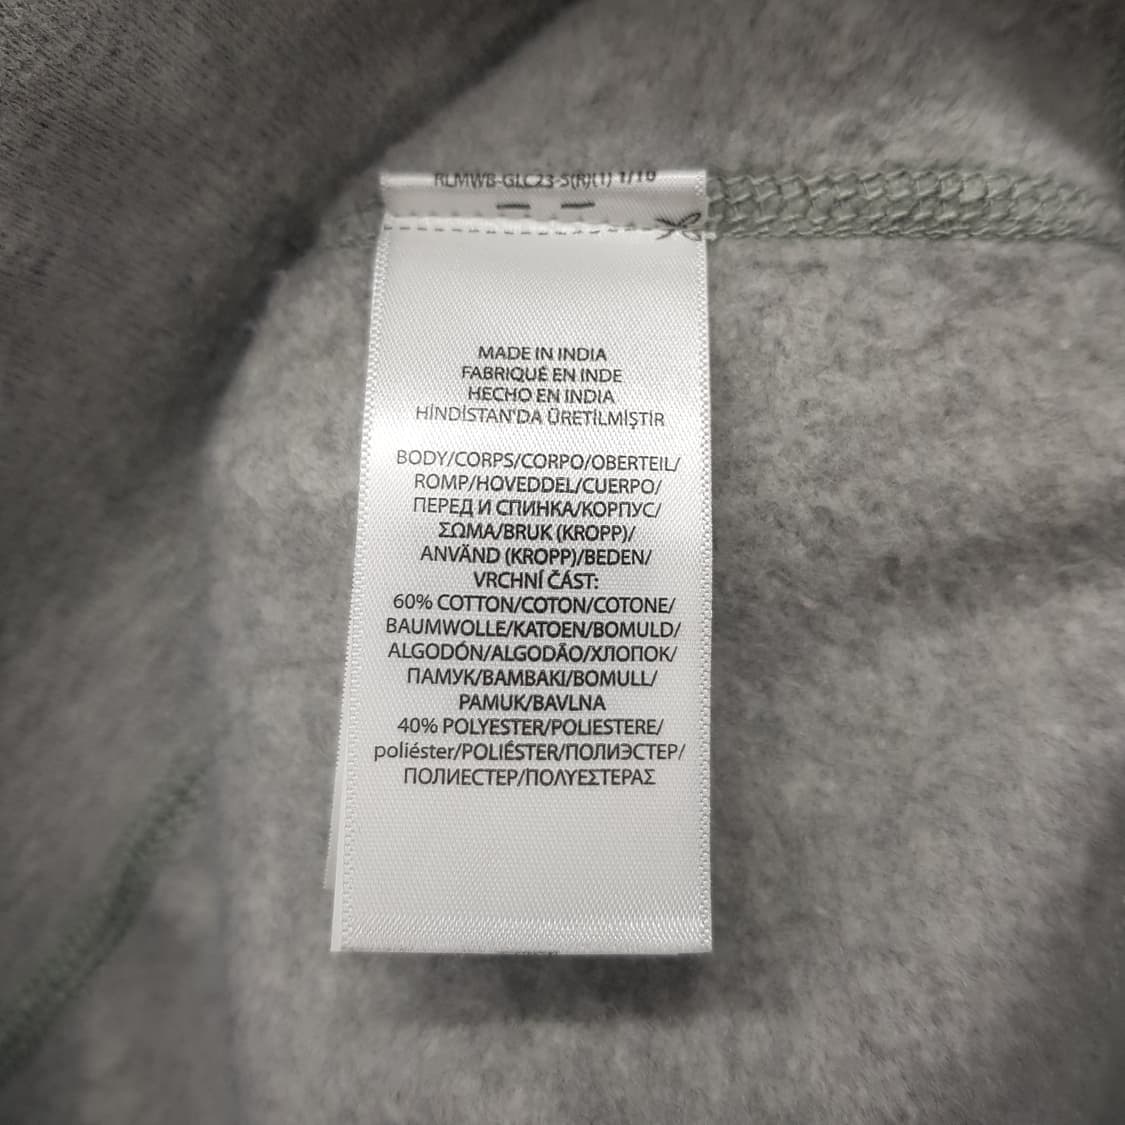 RLMWB-GLC23-S(R)(1) 1/10
MADE IN INDIA
FABRIQUÉ EN INDE
HECHO EN INDIA
HİNDİSTAN'DA ÜRETİLMİŞTİR
BODY/CORPS/CORPO/OBERTEIL/
ROMP/HOVEDDEL/CUERPO/
ПЕРЕД И СПИНКА/КОРПУС/
ΣΩΜΑ/BRUK (KROPP)/
ANVÄND (KROPP)/BEDEN/
VRCHNÍ ČÁST:
60% COTTON/COTON/COTONE/
BAUMWOLLE/KATOEN/BOMULD/
ALGODÓN/ALGODÃO/ХЛОПОК/
ПАМУК/ΒΑΜΒΑΚΙ/BOMULL/
PAMUK/BAVLNA
40% POLYESTER/POLIESTERE/
poliéster/POLIÉSTER/ПОЛИЭСТЕР/
ПОЛИЕСТЕР/ΠΟΛΥΕΣΤΕΡΑΣ